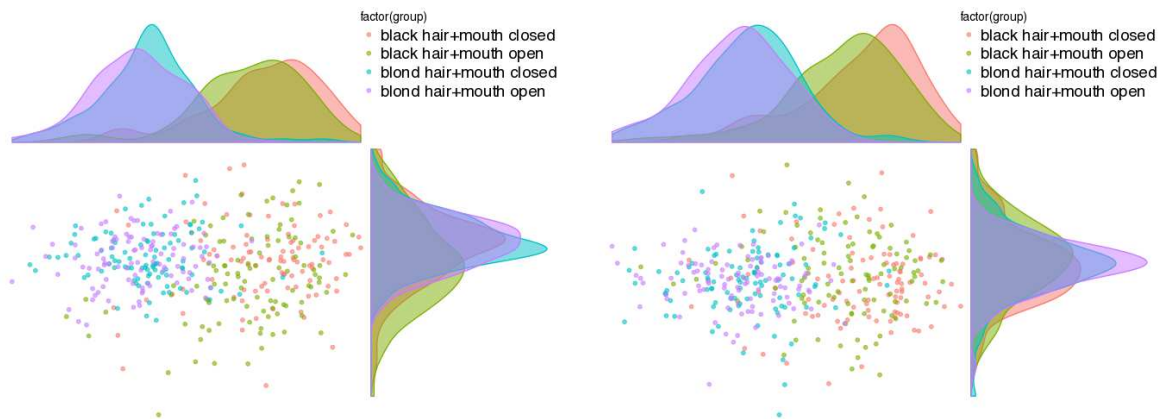 factor(group)
black hair+mouth closed
black hair+mouth open
blond hair+mouth closed
blond hair+mouth open
factor(group)
black hair+mouth closed
black hair+mouth open
blond hair+mouth closed
blond hair+mouth open